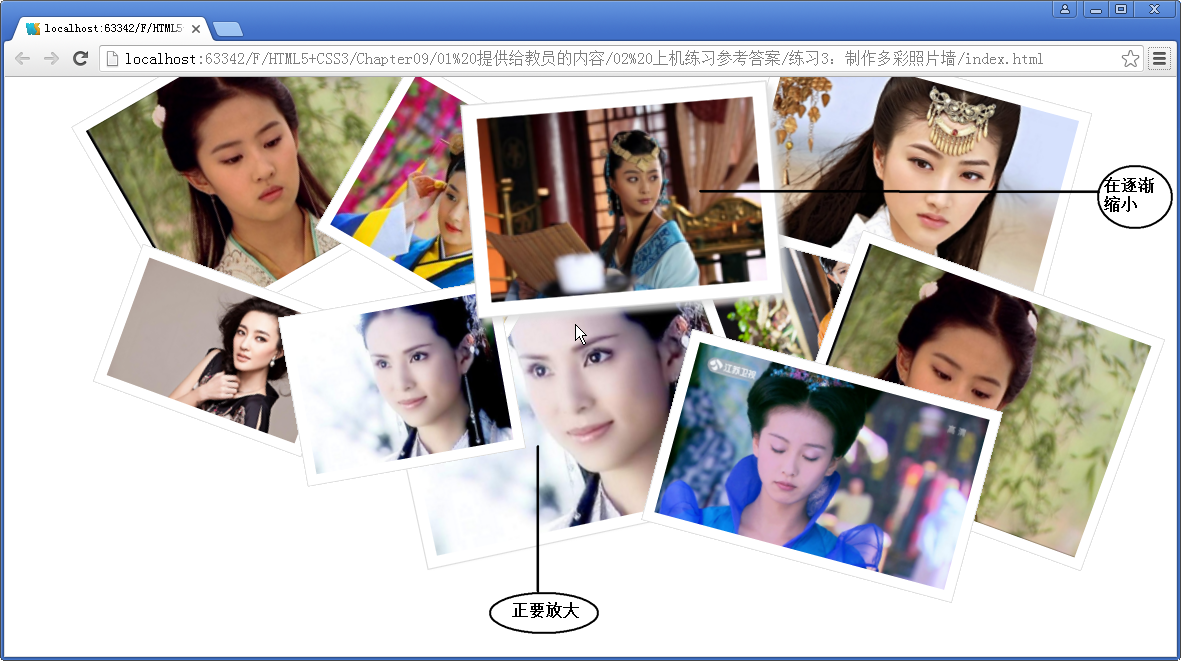 localhost:63342/F/HTML5
localhost:63342/F/HTML5+CSS3/Chapter09/01%20提供给教员的内容/02%20上机练习参考答案/练习3：制作多彩照片墙/index.html
在逐渐
缩小
江苏卫视
高清
正要放大